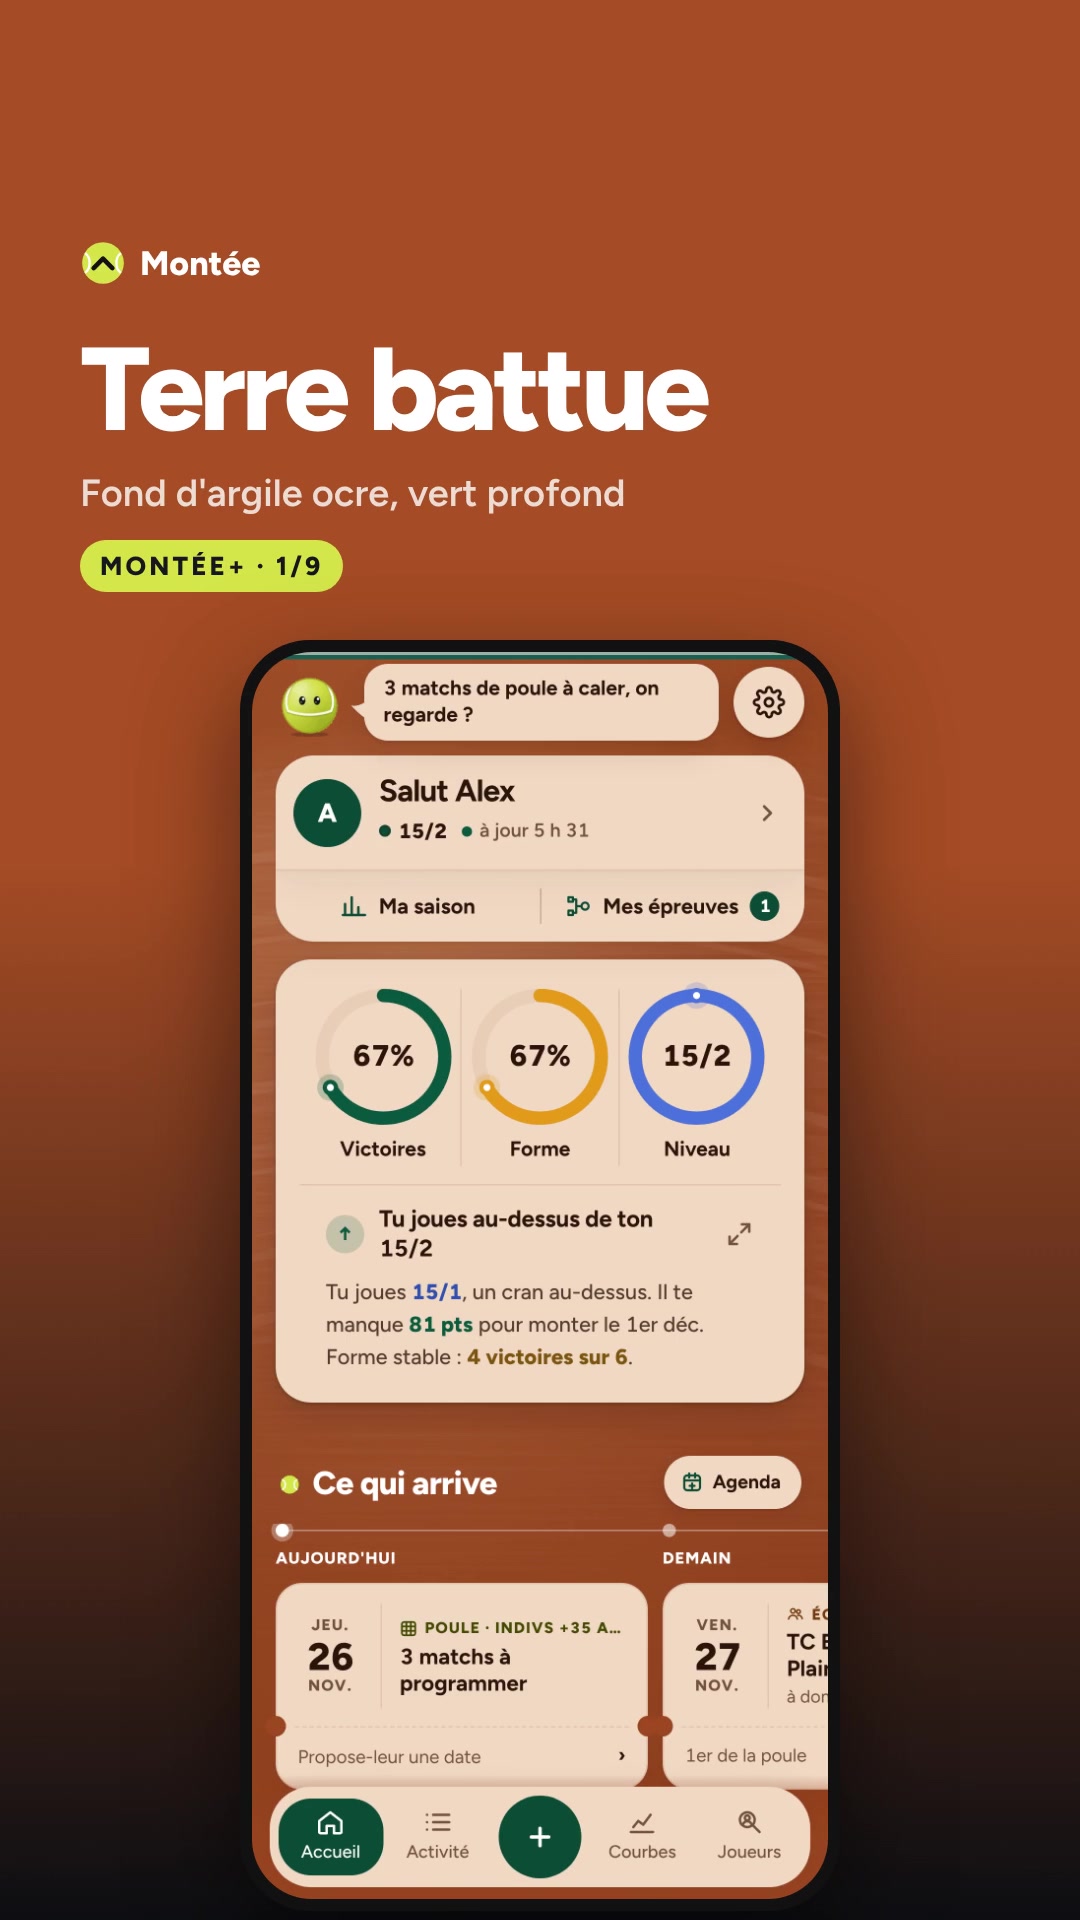 Montée
Terre battue
Fond d'argile ocre, vert profond
MONTÉE+ · 1/9
3 matchs de poule à caler, on
regarde ?
A
Salut Alex
15/2 à jour 5 h 31
Ma saison
Mes épreuves 1
67%
67%
15/2
Victoires
Forme
Niveau
Tu joues au-dessus de ton
15/2
Tu joues 15/1, un cran au-dessus. Il te
manque 81 pts pour monter le 1er déc.
Forme stable : 4 victoires sur 6.
Ce qui arrive
Agenda
AUJOURD'HUI
DEMAIN
JEU.
26
NOV.
POULE · INDIVS +35 A...
3 matchs à
programmer
Propose-leur une date
VEN.
27
NOV.
TC
à
1er de la poule
Accueil
Activité
+
Courbes
Joueurs